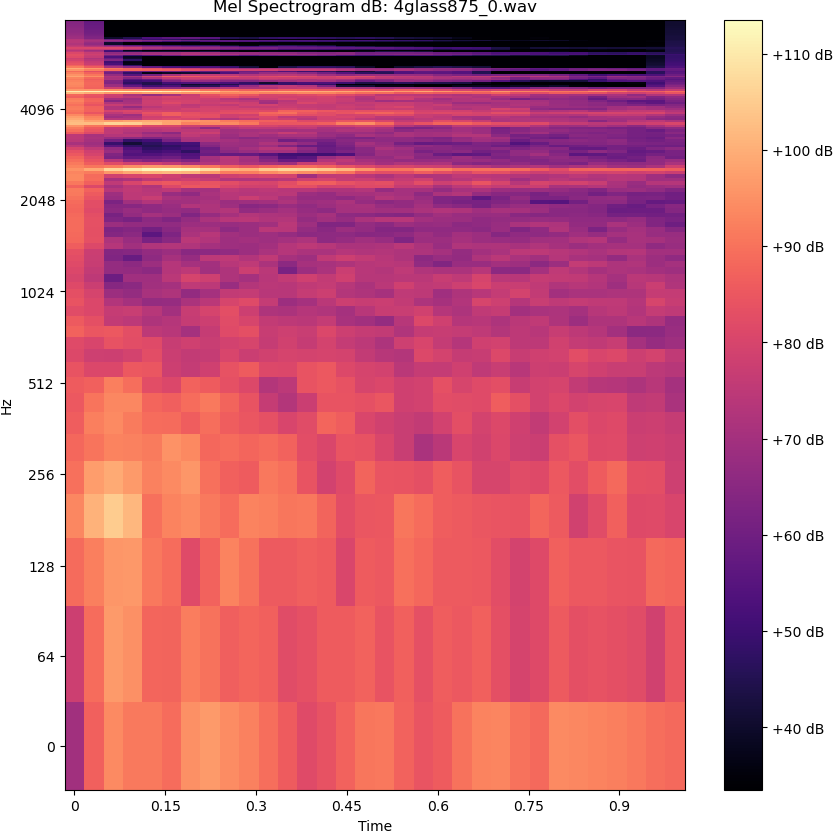 Mel Spectrogram dB: 4glass875_0.wav
Hz
4096
2048
1024
512
256
128
64
0
0 0.15 0.3 0.45 0.6 0.75 0.9
Time
+110 dB
+100 dB
+90 dB
+80 dB
+70 dB
+60 dB
+50 dB
+40 dB